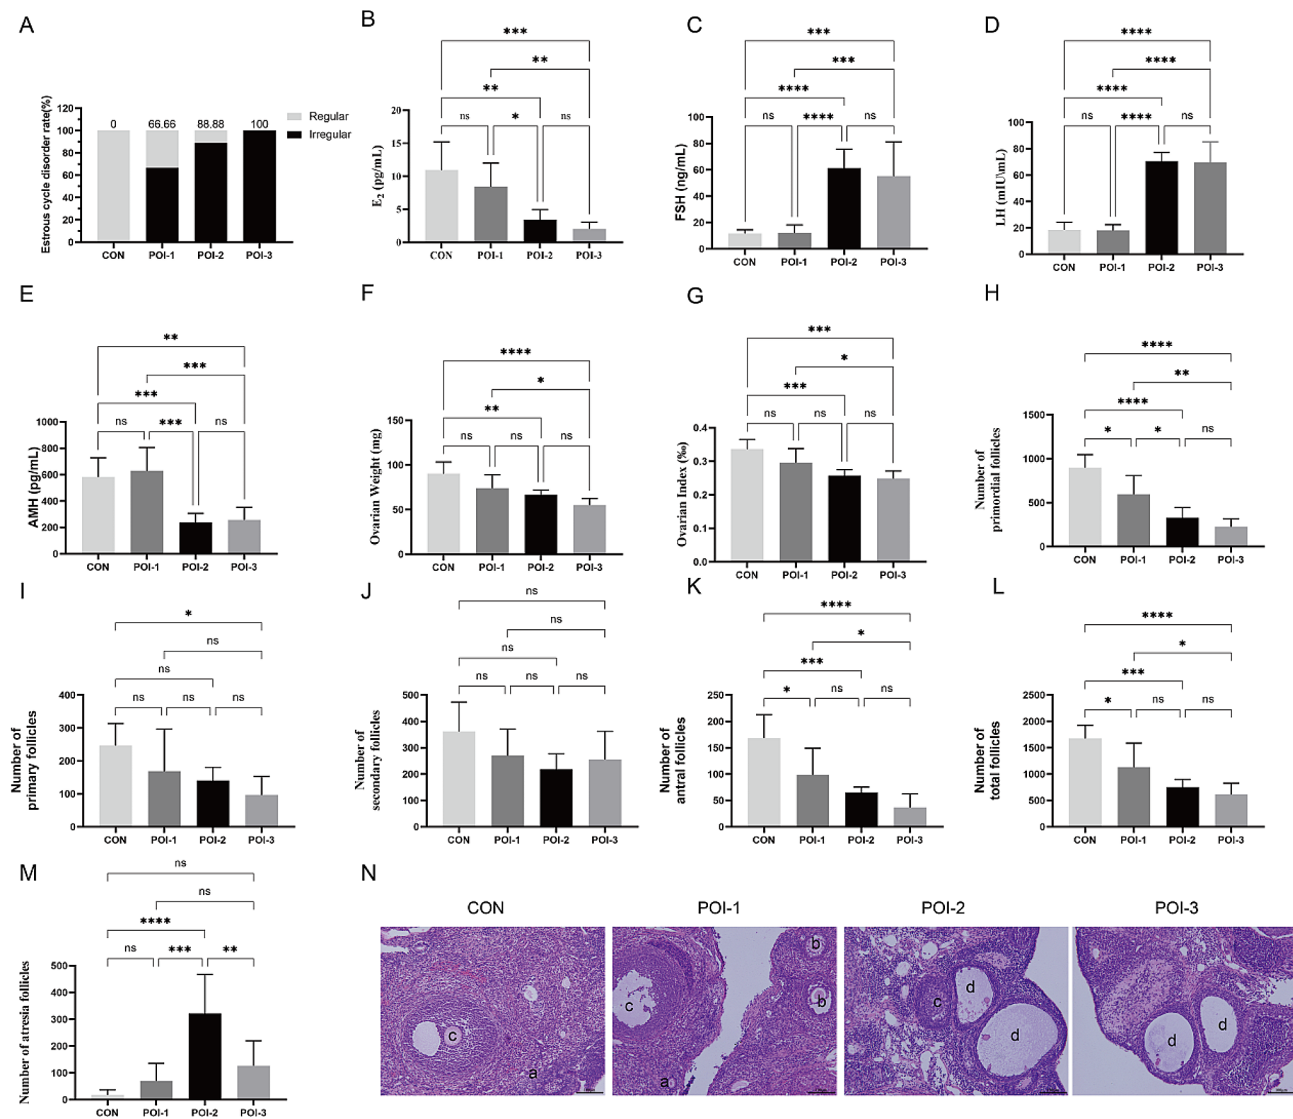 A
Estrous cycle disorder rate(%)
120
100
80
60
40
20
0
0 66.66 88.88 100
CON POI-1 POI-2 POI-3
Regular
Irregular
B
***
**
**
ns * ns
E₂ (pg/mL)
20
15
10
5
0
CON POI-1 POI-2 POI-3
C
***
***
****
ns **** ns
FSH (ng/mL)
100
80
60
40
20
0
CON POI-1 POI-2 POI-3
D
****
****
****
ns **** ns
LH (mIU\mL)
100
80
60
40
20
0
CON POI-1 POI-2 POI-3
E
**
***
***
ns *** ns
AMH (pg/mL)
1000
800
600
400
200
0
CON POI-1 POI-2 POI-3
F
****
*
**
ns ns ns
Ovarian Weight (mg)
150
100
50
0
CON POI-1 POI-2 POI-3
G
***
*
***
ns ns ns
Ovarian Index (‰)
0.4
0.3
0.2
0.1
0.0
CON POI-1 POI-2 POI-3
H
****
**
****
* * ns
Number of
primordial follicles
1500
1000
500
0
CON POI-1 POI-2 POI-3
I
*
ns
ns
ns ns ns
Number of
primary follicles
400
300
200
100
0
CON POI-1 POI-2 POI-3
J
ns
ns
ns
ns ns ns
Number of
secondary follicles
500
400
300
200
100
0
CON POI-1 POI-2 POI-3
K
****
*
***
* ns ns
Number of
antral follicles
250
200
150
100
50
0
CON POI-1 POI-2 POI-3
L
****
*
***
* ns ns
Number of
total follicles
2500
2000
1500
1000
500
0
CON POI-1 POI-2 POI-3
M
ns
ns
****
ns *** **
Number of atresia follicles
500
400
300
200
100
0
CON POI-1 POI-2 POI-3
N
CON POI-1 POI-2 POI-3
c
a
c
b
b
a
c
d
d
d
d